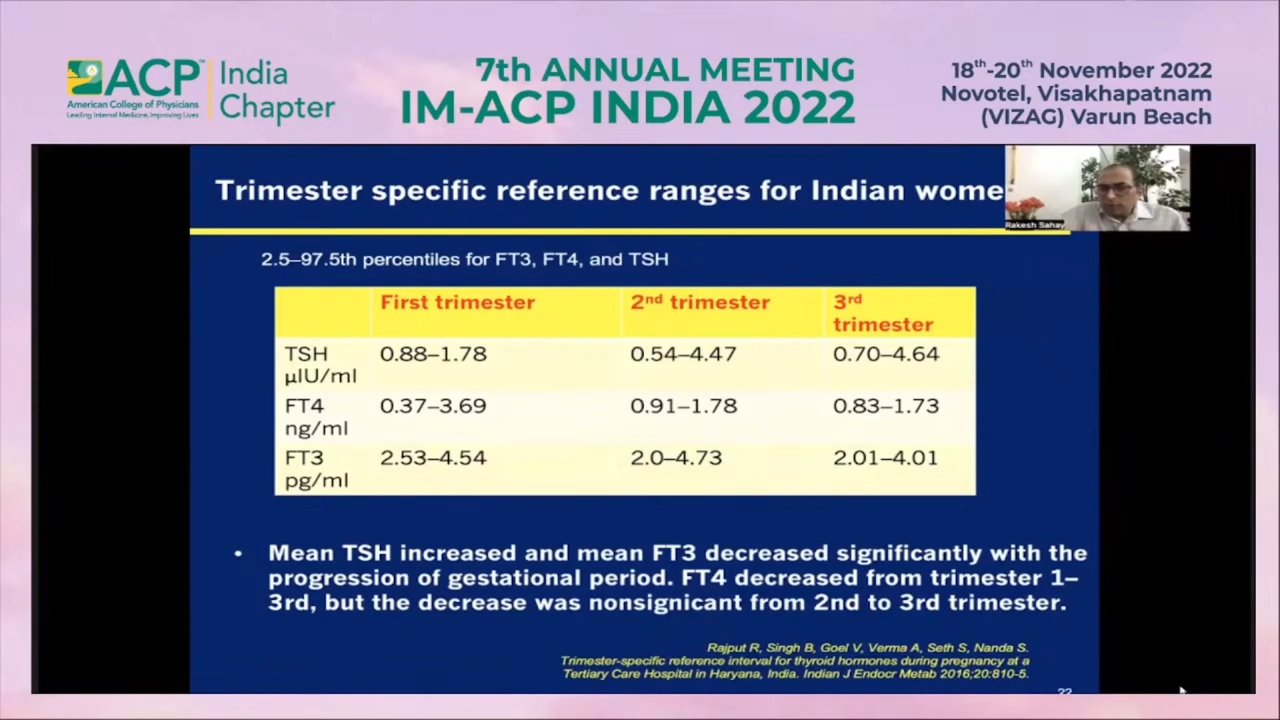 ACP™
American College of Physicians
Leading Internal Medicine, Improving Lives
India
Chapter
7th ANNUAL MEETING
IM-ACP INDIA 2022
18th-20th November 2022
Novotel, Visakhapatnam
(VIZAG) Varun Beach
Trimester specific reference ranges for Indian wome
Rakesh Sahay
2.5–97.5th percentiles for FT3, FT4, and TSH
First trimester 2nd trimester 3rd
trimester
TSH 0.88–1.78 0.54–4.47 0.70–4.64
µIU/ml
FT4 0.37–3.69 0.91–1.78 0.83–1.73
ng/ml
FT3 2.53–4.54 2.0–4.73 2.01–4.01
pg/ml
• Mean TSH increased and mean FT3 decreased significantly with the
progression of gestational period. FT4 decreased from trimester 1–
3rd, but the decrease was nonsignicant from 2nd to 3rd trimester.
Rajput R, Singh B, Goel V, Verma A, Seth S, Nanda S.
Trimester-specific reference interval for thyroid hormones during pregnancy at a
Tertiary Care Hospital in Haryana, India. Indian J Endocr Metab 2016;20:810-5.
22